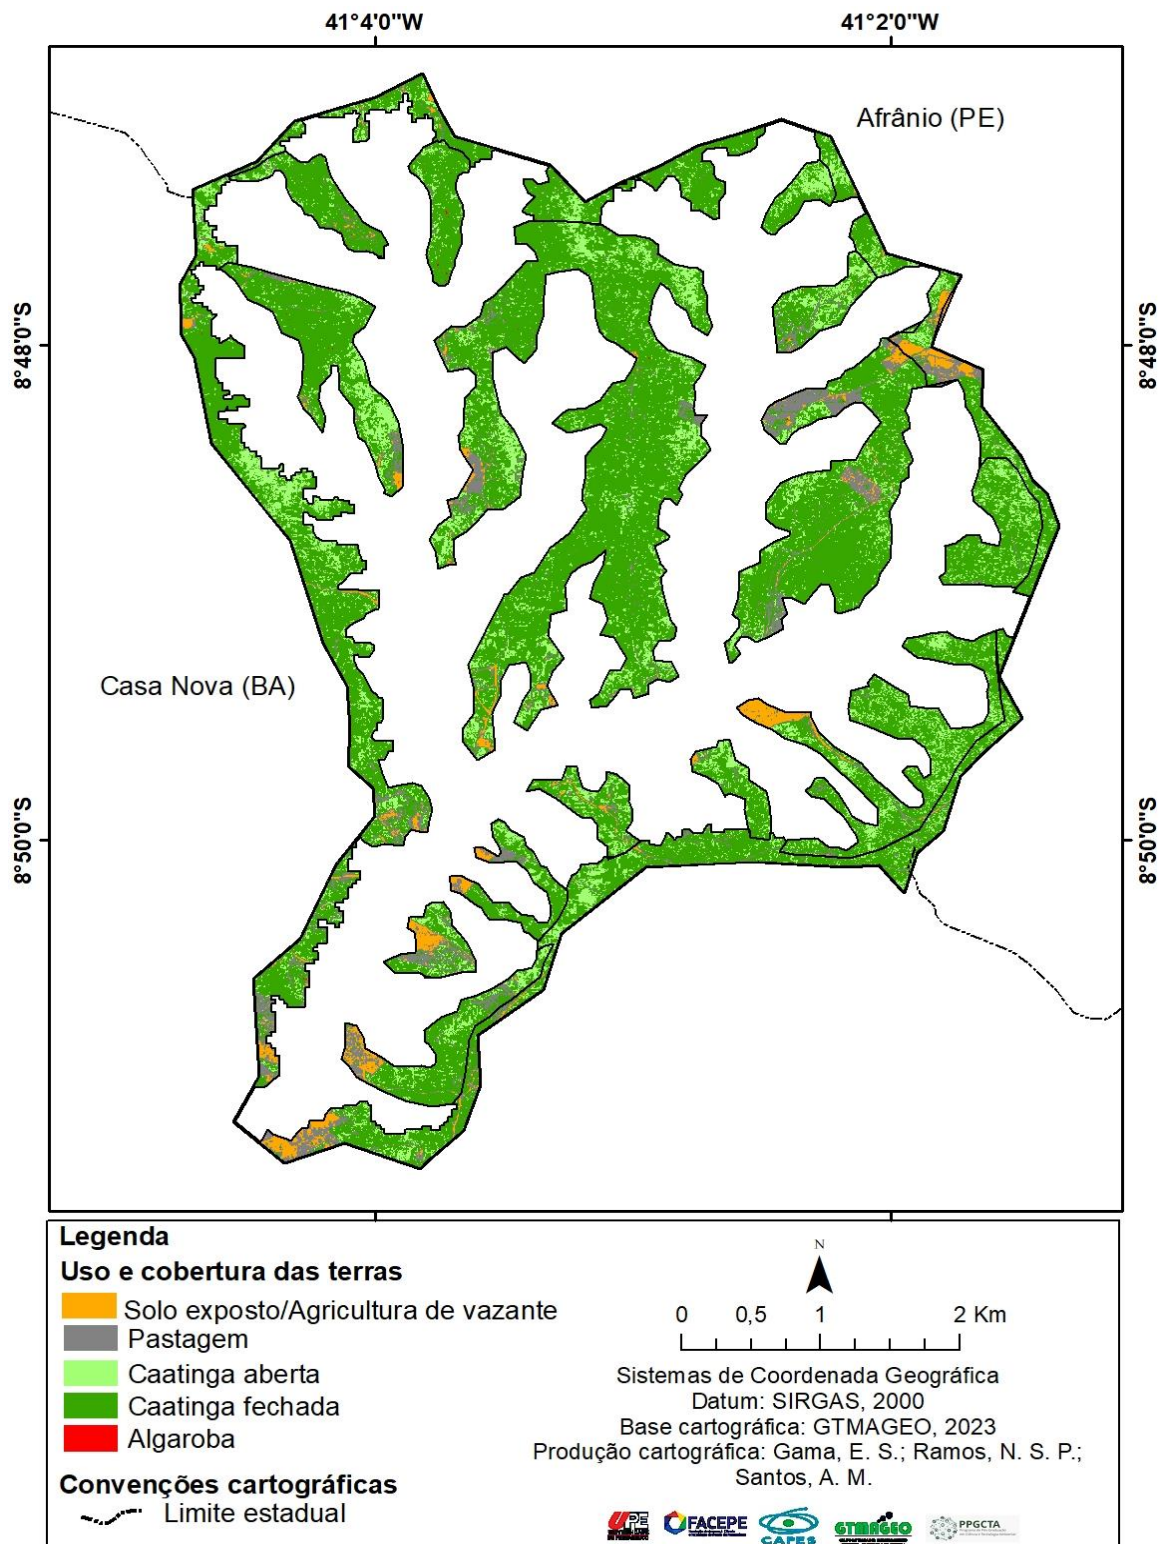 41°4'0"W
41°2'0"W
Afrânio (PE)
8°48'0"S
8°48'0"S
Casa Nova (BA)
8°50'0"S
8°50'0"S
Legenda
Uso e cobertura das terras
Solo exposto/Agricultura de vazante
Pastagem
Caatinga aberta
Caatinga fechada
Algaroba
Convenções cartográficas
Limite estadual
N
0 0,5 1 2 Km
Sistemas de Coordenada Geográfica
Datum: SIRGAS, 2000
Base cartográfica: GTMAGEO, 2023
Produção cartográfica: Gama, E. S.; Ramos, N. S. P.;
Santos, A. M.
UPE
FACEPE
CAPES
GTMAGEO
PPGCTA